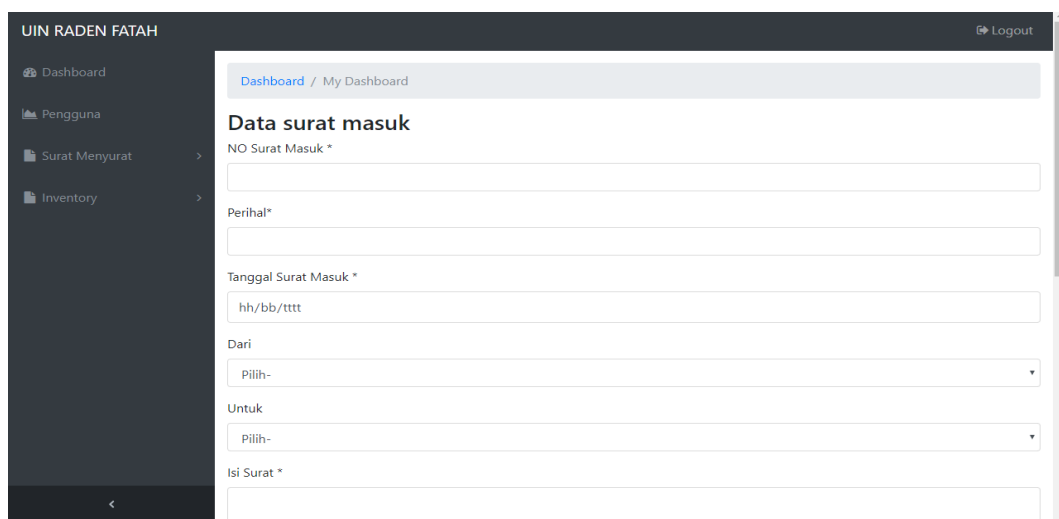 UIN RADEN FATAH
Logout
Dashboard
Pengguna
Surat Menyurat
Inventory
Dashboard / My Dashboard
Data surat masuk
NO Surat Masuk *
Perihal*
Tanggal Surat Masuk *
hh/bb/tttt
Dari
Pilih-
Untuk
Pilih-
Isi Surat *